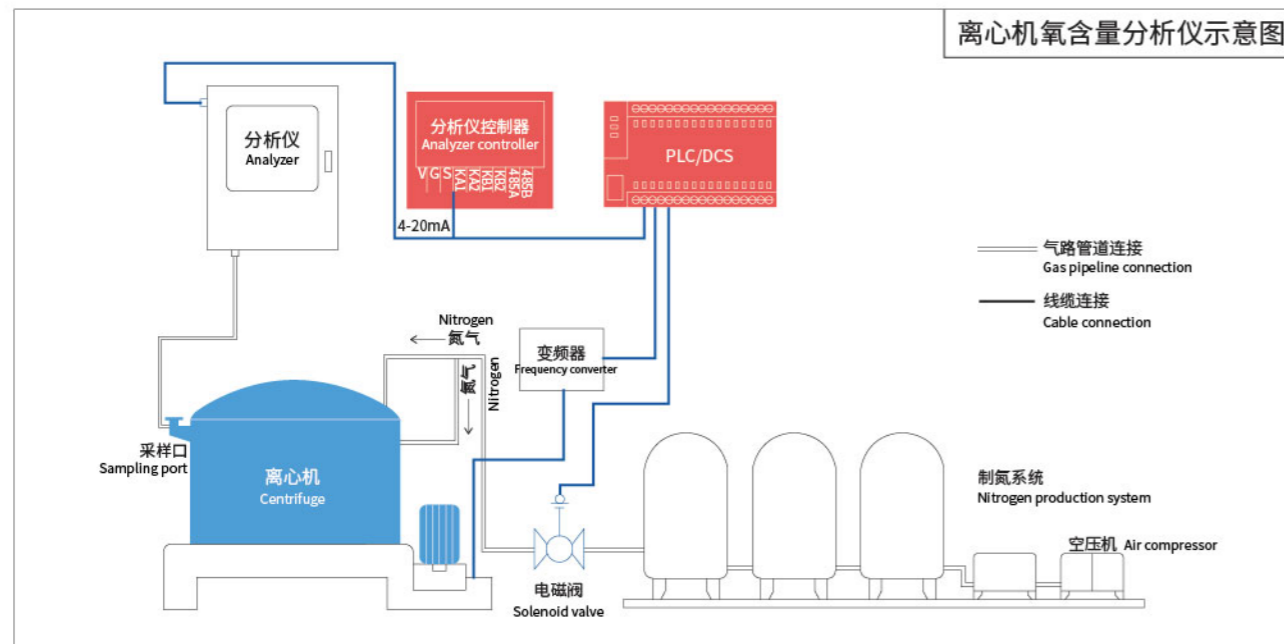 离心机氧含量分析仪示意图
分析仪
Analyzer
分析仪控制器
Analyzer controller
V G S KA1 KA2 KB1 KB2 485A 485B
4-20mA
PLC/DCS
气路管道连接
Gas pipeline connection
线缆连接
Cable connection
Nitrogen
氮气
氮气
Nitrogen
变频器
Frequency converter
采样口
Sampling port
离心机
Centrifuge
制氮系统
Nitrogen production system
空压机 Air compressor
电磁阀
Solenoid valve